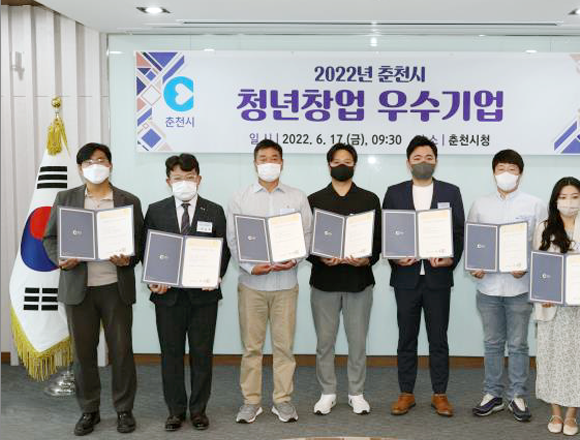 2022년 춘천시
춘천시
청년창업 우수기업
일 시 | 2022. 6. 17(금), 09:30 소 | 춘천시청